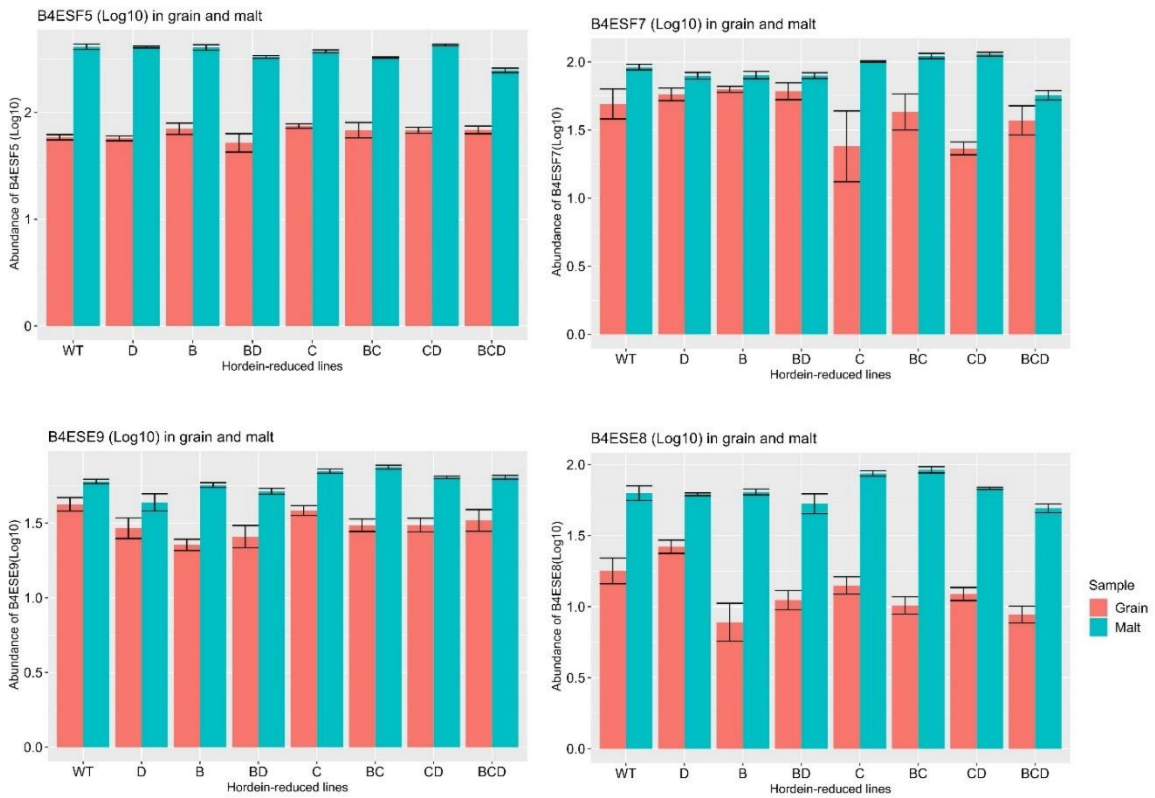 B4ESF5 (Log10) in grain and malt
Abundance of B4ESF5 (Log10)
2
1
0
WT D B BD C BC CD BCD
Hordein-reduced lines
B4ESF7 (Log10) in grain and malt
Abundance of B4ESF7(Log10)
2.0
1.5
1.0
0.5
0.0
WT D B BD C BC CD BCD
Hordein-reduced lines
B4ESE9 (Log10) in grain and malt
Abundance of B4ESE9(Log10)
1.5
1.0
0.5
0.0
WT D B BD C BC CD BCD
Hordein-reduced lines
B4ESE8 (Log10) in grain and malt
Abundance of B4ESE8(Log10)
2.0
1.5
1.0
0.5
0.0
WT D B BD C BC CD BCD
Hordein-reduced lines
Sample
Grain
Malt